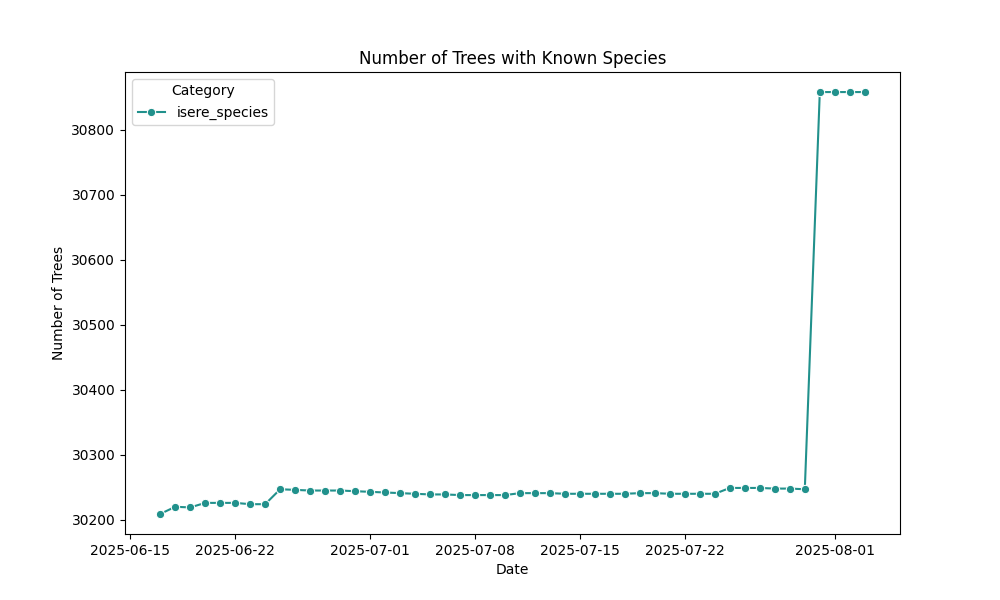 Number of Trees with Known Species
Category
isere_species
30800
30700
30600
30500
30400
30300
30200
Number of Trees
2025-06-15
2025-06-22
2025-07-01
2025-07-08
2025-07-15
2025-07-22
2025-08-01
Date